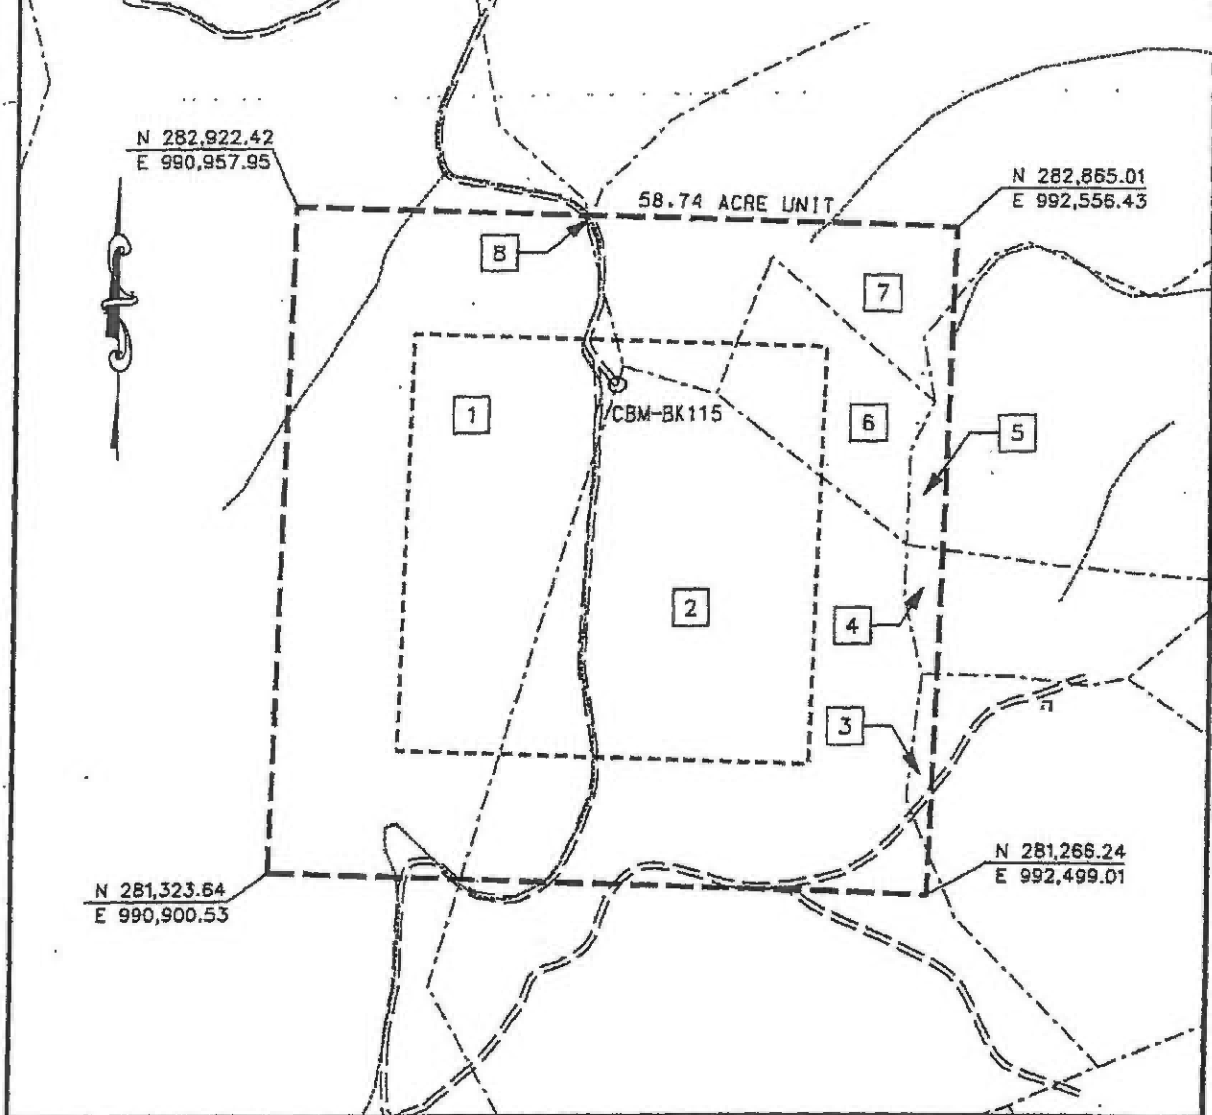 N 282,922.42
E 990,957.95
N 282,865.01
E 992,556.43
58.74 ACRE UNIT
8
7
1
CBM-BK115
6
5
2
4
3
N 281,266.24
E 992,499.01
N 281,323.64
E 990,900.53